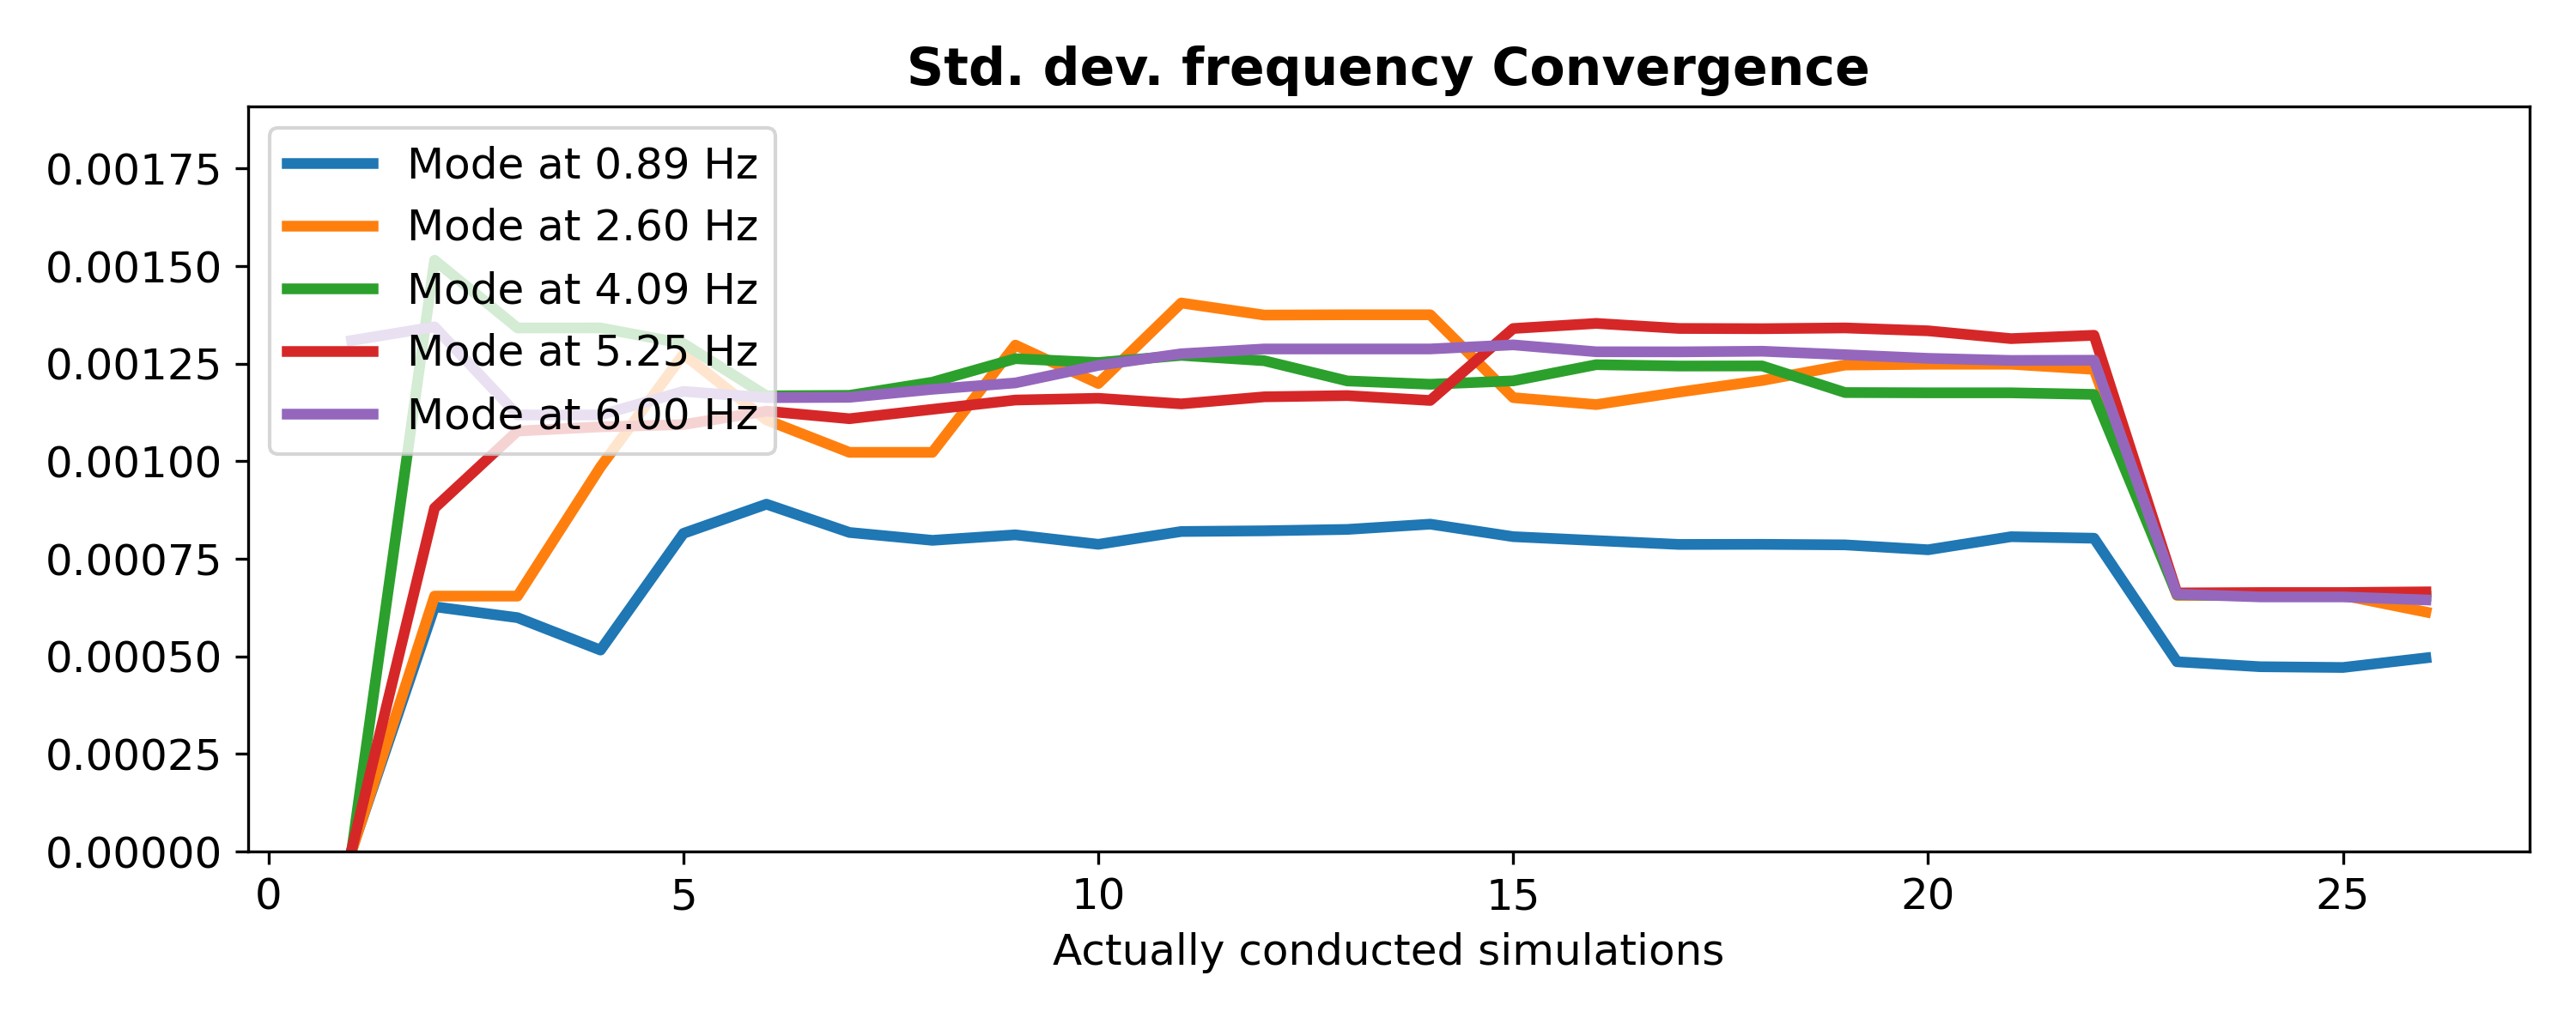 Std. dev. frequency Convergence
0.00175
0.00150
0.00125
0.00100
0.00075
0.00050
0.00025
0.00000
Mode at 0.89 Hz
Mode at 2.60 Hz
Mode at 4.09 Hz
Mode at 5.25 Hz
Mode at 6.00 Hz
0 5 10 15 20 25
Actually conducted simulations